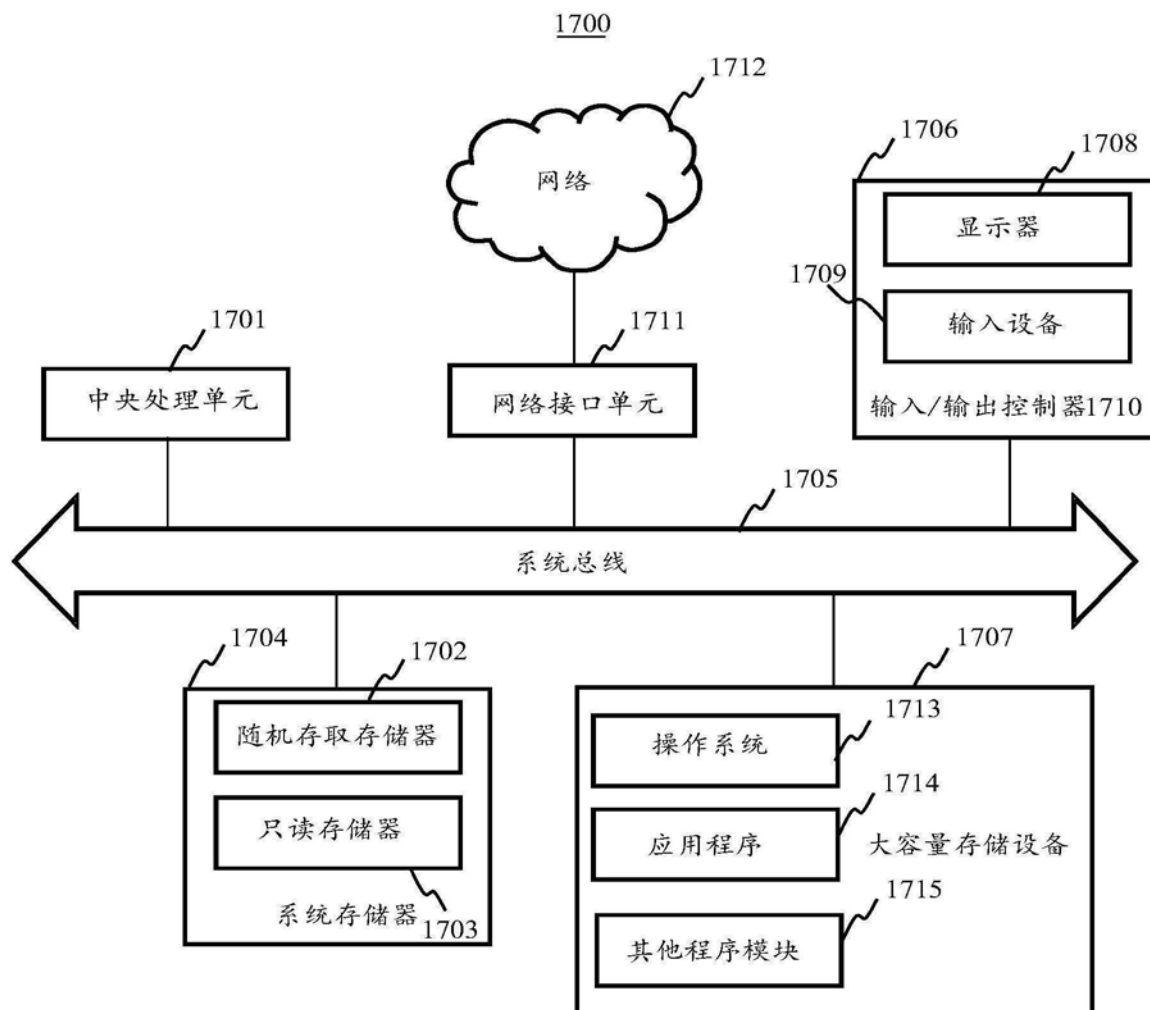 1700
1712
网络
1706
1708
显示器
1709
输入设备
输入/输出控制器1710
1701
中央处理单元
1711
网络接口单元
1705
系统总线
1704
1702
随机存取存储器
只读存储器
系统存储器
1703
1707
1713
操作系统
1714
应用程序
大容量存储设备
1715
其他程序模块